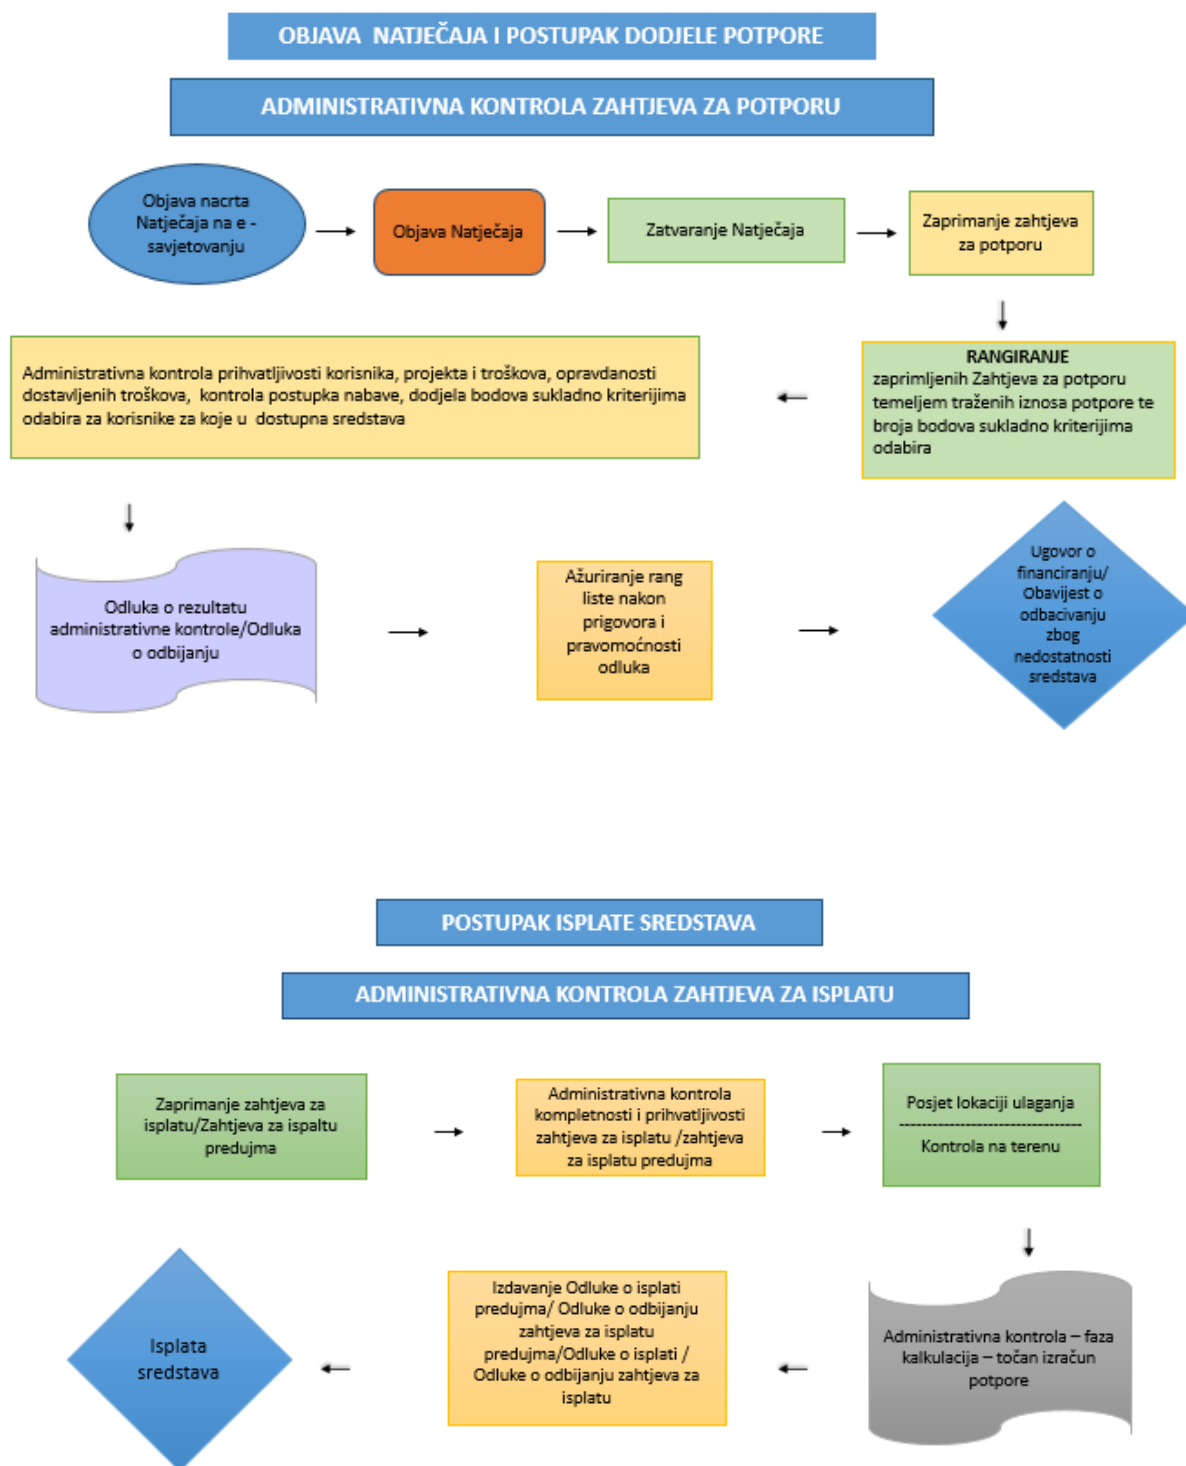 OBJAVA NATJEČAJA I POSTUPAK DODJELE POTPORE
ADMINISTRATIVNA KONTROLA ZAHTJEVA ZA POTPORU
Objava nacrta
Natječaja na e -
savjetovanju
Objava Natječaja
Zatvaranje Natječaja
Zaprimanje zahtjeva
za potporu
RANGIRANJE
zaprimljenih Zahtjeva za potporu
temeljem traženih iznosa potpore te
broja bodova sukladno kriterijima
odabira
Administrativna kontrola prihvatljivosti korisnika, projekta i troškova, opravdanosti
dostavljenih troškova, kontrola postupka nabave, dodjela bodova sukladno kriterijima
odabira za korisnike za koje u dostupna sredstava
Odluka o rezultatu
administrativne kontrole/Odluka
o odbijanju
Ažuriranje rang
liste nakon
prigovora i
pravomoćnosti
odluka
Ugovor o
financiranju/
Obavijest o
odbacivanju
zbog
nedostatnosti
sredstava
POSTUPAK ISPLATE SREDSTAVA
ADMINISTRATIVNA KONTROLA ZAHTJEVA ZA ISPLATU
Zaprimanje zahtjeva za
isplatu/Zahtjeva za ispaltu
predujma
Administrativna kontrola
kompletnosti i prihvatljivosti
zahtjeva za isplatu /zahtjeva
za isplatu predujma
Posjet lokaciji ulaganja
--------------------------------
Kontrola na terenu
Administrativna kontrola – faza
kalkulacija – točan izračun
potpore
Izdavanje Odluke o isplati
predujma/ Odluke o odbijanju
zahtjeva za isplatu
predujma/Odluke o isplati /
Odluke o odbijanju zahtjeva za
isplatu
Isplata
sredstava